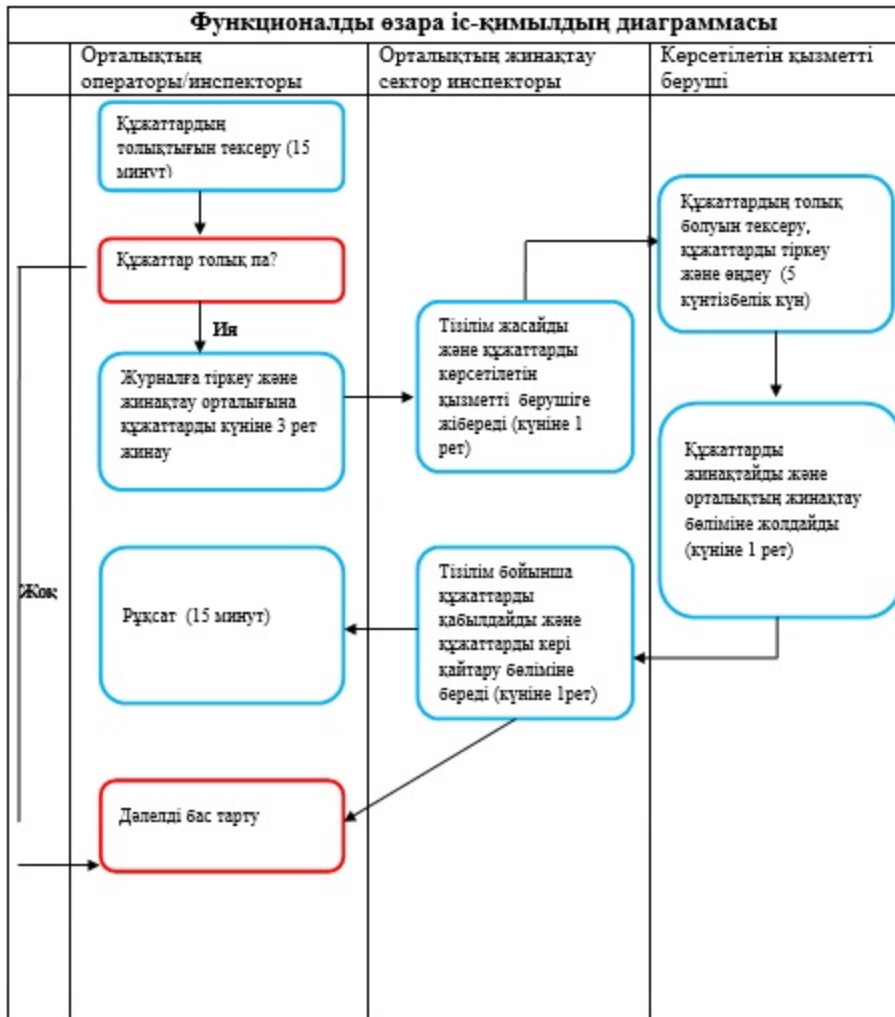 Функционалды өзара іс-қимылдың диаграммасы
Орталықтың
операторы/инспекторы
Орталықтың жинақтау
сектор инспекторы
Көрсетілетін қызметті
беруші
Құжаттардың
толықтығын тексеру (15
минут)
Құжаттар толық па?
Ия
Журналға тіркеу және
жинақтау орталығына
құжаттарды күніне 3 рет
жинау
Тізілім жасайды
және құжаттарды
көрсетілетін
қызметті берушіге
жібереді (күніне 1
рет)
Құжаттардың толық
болуын тексеру,
құжаттарды тіркеу
және өңдеу (5
күнтізбелік күн)
Құжаттарды
жинақтайды және
орталықтың жинақтау
бөліміне жолдайды
(күніне 1 рет)
Тізілім бойынша
құжаттарды
қабылдайды және
құжаттарды кері
қайтару бөліміне
береді (күніне 1рет)
Рұқсат (15 минут)
Жоқ
Дәлелді бас тарту